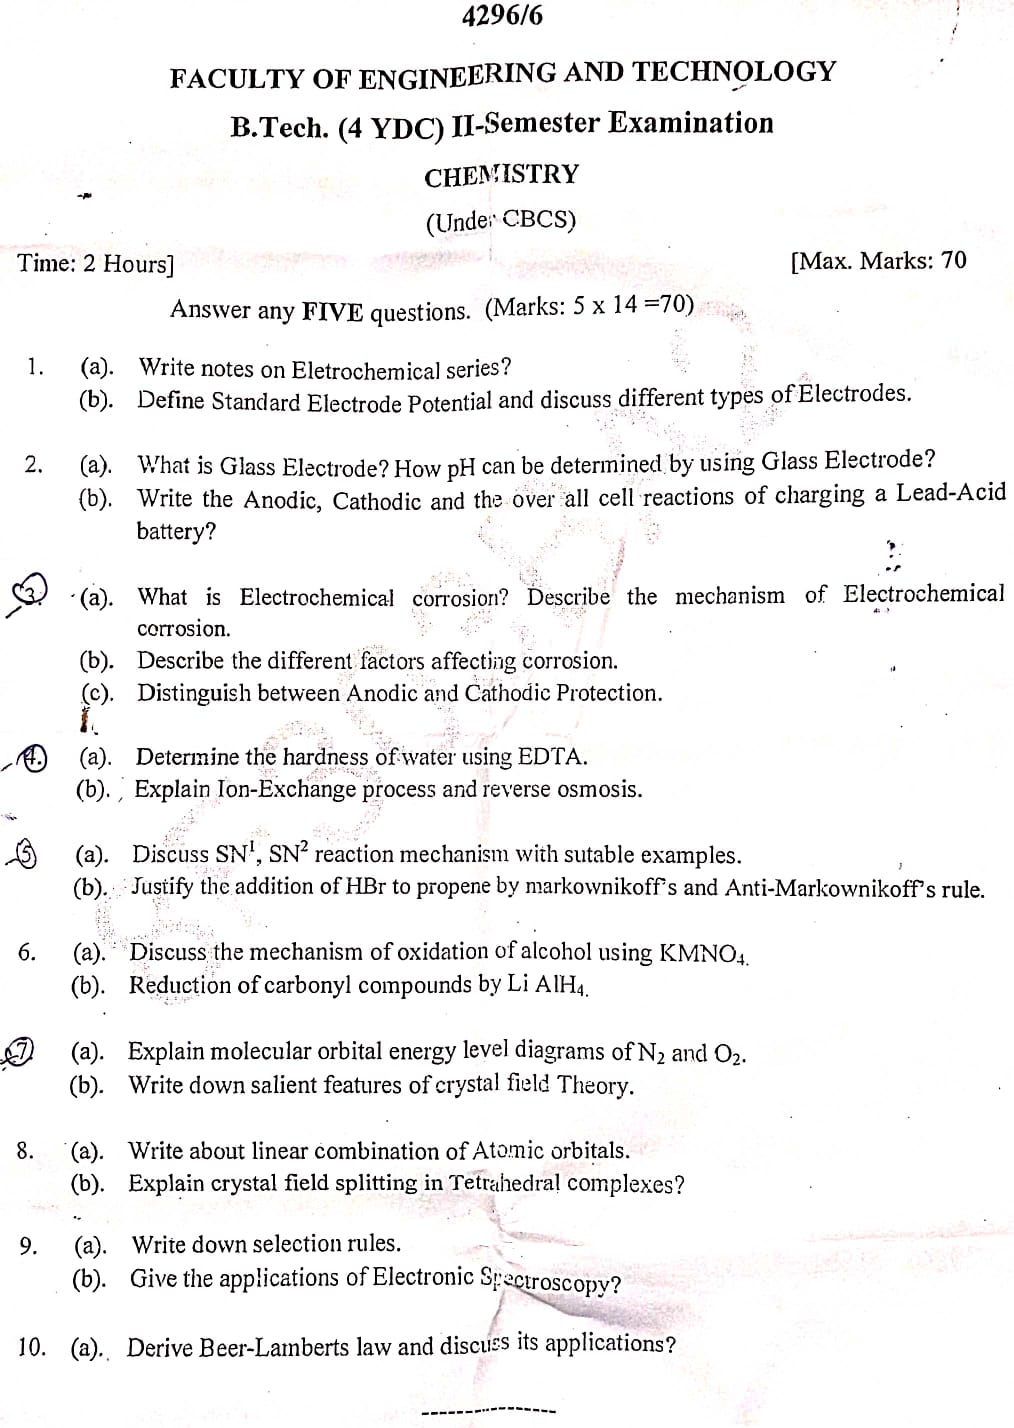 4296/6
FACULTY OF ENGINEERING AND TECHNOLOGY
B.Tech. (4 YDC) II-Semester Examination
CHEMISTRY
(Under CBCS)
Time: 2 Hours] [Max. Marks: 70
Answer any FIVE questions. (Marks: 5 x 14 =70)
1. (a). Write notes on Eletrochemical series?
(b). Define Standard Electrode Potential and discuss different types of Electrodes.
2. (a). What is Glass Electrode? How pH can be determined by using Glass Electrode?
(b). Write the Anodic, Cathodic and the over all cell reactions of charging a Lead-Acid
battery?
3. (a). What is Electrochemical corrosion? Describe the mechanism of Electrochemical
corrosion.
(b). Describe the different factors affecting corrosion.
(c). Distinguish between Anodic and Cathodic Protection.
4. (a). Determine the hardness of water using EDTA.
(b). Explain Ion-Exchange process and reverse osmosis.
5 (a). Discuss SN¹, SN² reaction mechanism with sutable examples.
(b). Justify the addition of HBr to propene by markownikoff's and Anti-Markownikoff's rule.
6. (a). Discuss the mechanism of oxidation of alcohol using KMNO₄.
(b). Reduction of carbonyl compounds by Li AlH₄.
7 (a). Explain molecular orbital energy level diagrams of N₂ and O₂.
(b). Write down salient features of crystal field Theory.
8. (a). Write about linear combination of Atomic orbitals.
(b). Explain crystal field splitting in Tetrahedral complexes?
9. (a). Write down selection rules.
(b). Give the applications of Electronic Spectroscopy?
10. (a). Derive Beer-Lamberts law and discuss its applications?